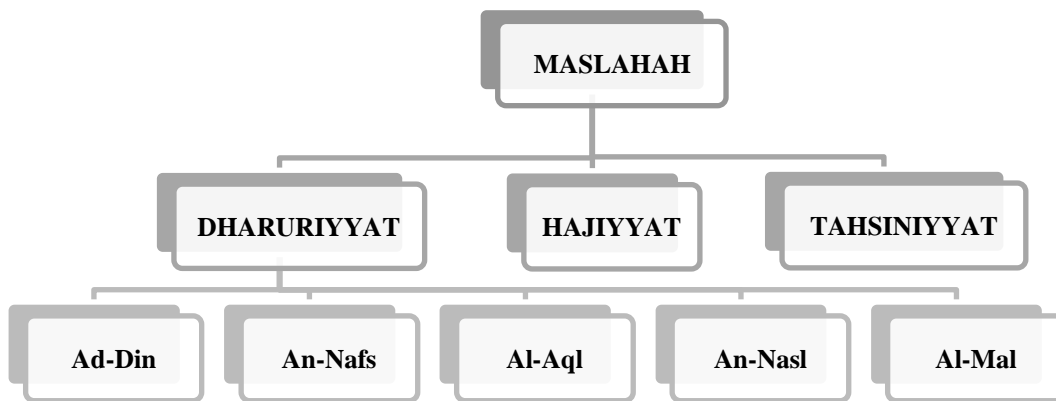 MASLAHAH
DHARURIYYAT
HAJIYYAT
TAHSINIYYAT
Ad-Din
An-Nafs
Al-Aql
An-Nasl
Al-Mal